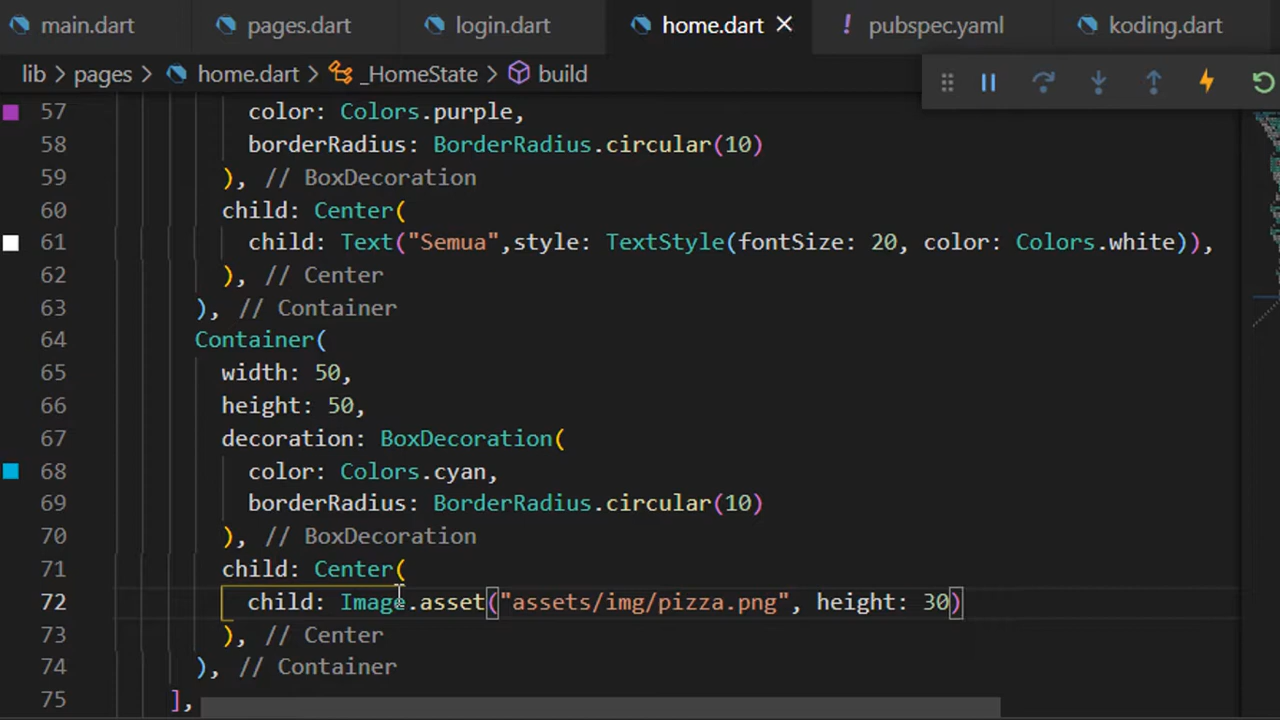 main.dart pages.dart login.dart home.dart ! pubspec.yaml koding.dart
lib > pages > home.dart > _HomeState > build
57 color: Colors.purple,
58 borderRadius: BorderRadius.circular(10)
59 ), // BoxDecoration
60 child: Center(
61 child: Text("Semua",style: TextStyle(fontSize: 20, color: Colors.white)),
62 ), // Center
63 ), // Container
64 Container(
65 width: 50,
66 height: 50,
67 decoration: BoxDecoration(
68 color: Colors.cyan,
69 borderRadius: BorderRadius.circular(10)
70 ), // BoxDecoration
71 child: Center(
72 child: Image.asset("assets/img/pizza.png", height: 30)
73 ), // Center
74 ), // Container
75 ],